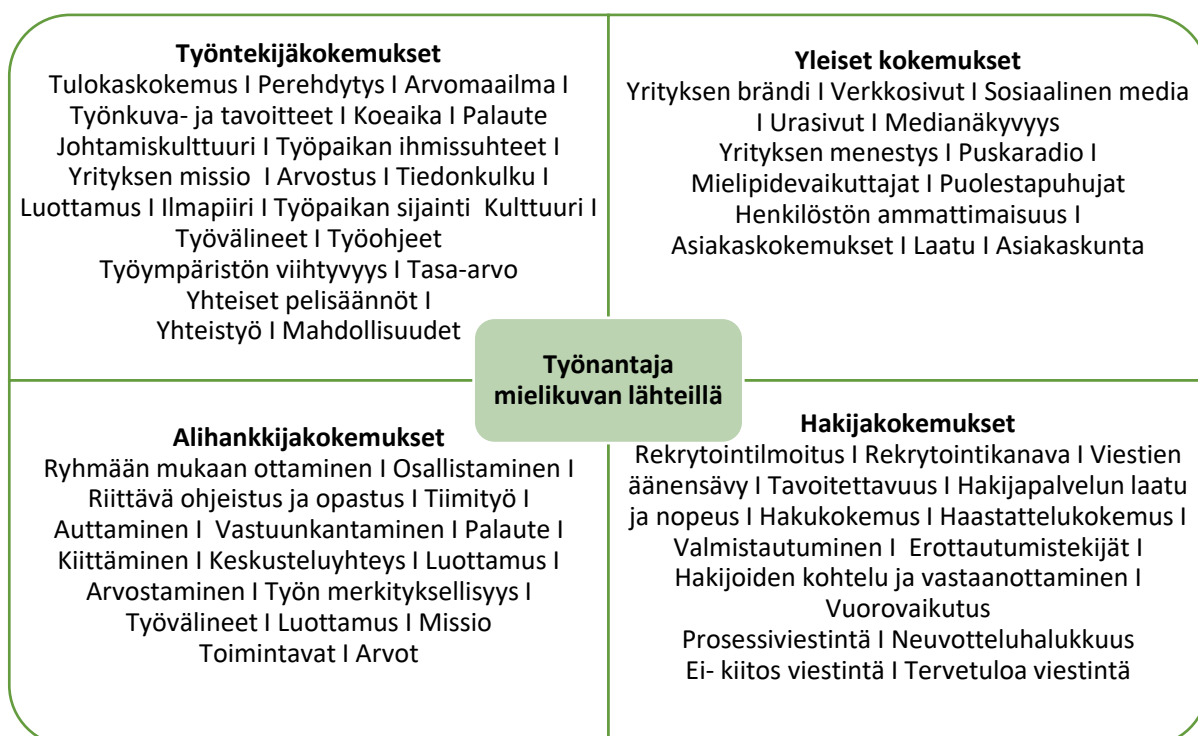 Työntekijäkokemukset
Tulokaskokemus I Perehdytys I Arvomaailma I
Työnkuva- ja tavoitteet I Koeaika I Palaute
Johtamiskulttuuri I Työpaikan ihmissuhteet I
Yrityksen missio I Arvostus I Tiedonkulku I
Luottamus I Ilmapiiri I Työpaikan sijainti Kulttuuri I
Työvälineet I Työohjeet
Työympäristön viihtyvyys I Tasa-arvo
Yhteiset pelisäännöt I
Yhteistyö I Mahdollisuudet
Yleiset kokemukset
Yrityksen brändi I Verkkosivut I Sosiaalinen media
I Urasivut I Medianäkyvyys
Yrityksen menestys I Puskaradio I
Mielipidevaikuttajat I Puolestapuhujat
Henkilöstön ammattimaisuus I
Asiakaskokemukset I Laatu I Asiakaskunta
Työnantaja
mielikuvan lähteillä
Alihankkijakokemukset
Ryhmään mukaan ottaminen I Osallistaminen I
Riittävä ohjeistus ja opastus I Tiimityö I
Auttaminen I Vastuunkantaminen I Palaute I
Kiittäminen I Keskusteluyhteys I Luottamus I
Arvostaminen I Työn merkityksellisyys I
Työvälineet I Luottamus I Missio
Toimintavat I Arvot
Hakijakokemukset
Rekrytointilmoitus I Rekrytointikanava I Viestien
äänensävy I Tavoitettavuus I Hakijapalvelun laatu
ja nopeus I Hakukokemus I Haastattelukokemus I
Valmistautuminen I Erottautumistekijät I
Hakijoiden kohtelu ja vastaanottaminen I
Vuorovaikutus
Prosessiviestintä I Neuvotteluhalukkuus
Ei- kiitos viestintä I Tervetuloa viestintä